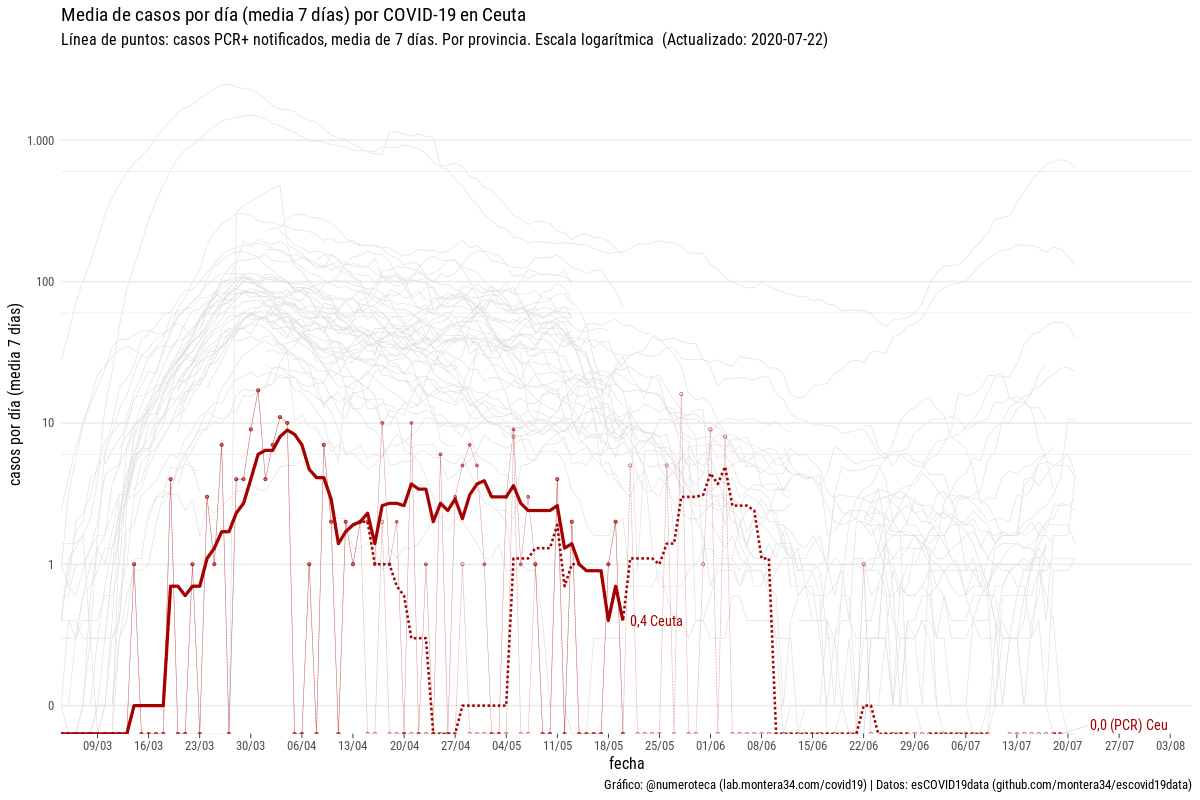 Media de casos por día (media 7 días) por COVID-19 en Ceuta
Línea de puntos: casos PCR+ notificados, media de 7 días. Por provincia. Escala logarítmica (Actualizado: 2020-07-22)
casos por día (media 7 días)
1.000
100
10
1
0
0,4 Ceuta
0,0 (PCR) Ceu
09/03 16/03 23/03 30/03 06/04 13/04 20/04 27/04 04/05 11/05 18/05 25/05 01/06 08/06 15/06 22/06 29/06 06/07 13/07 20/07 27/07 03/08
fecha
Gráfico: @numeroteca (lab.montera34.com/covid19) | Datos: esCOVID19data (github.com/montera34/escovid19data)